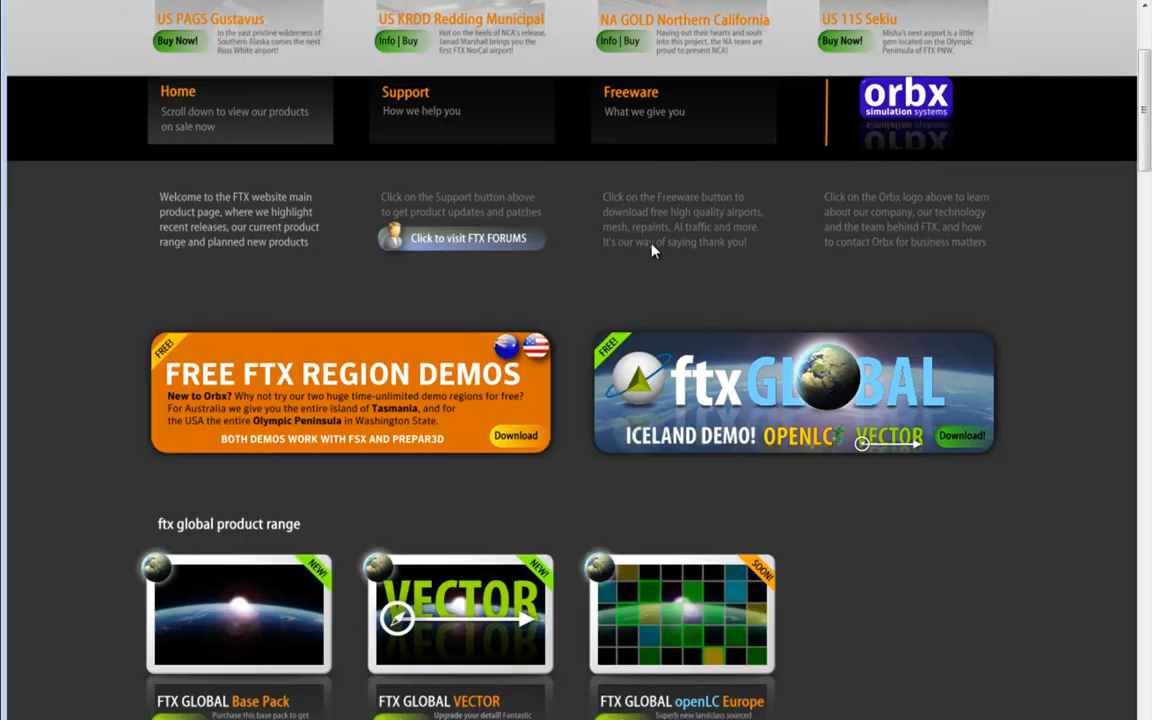 US PAGS Gustavus
Buy Now!
In the vast pristine wilderness of
Southern Alaska comes the next
Russ White airport!
US KRDD Redding Municipal
Info | Buy
Hot on the heels of NCA's release,
Jarrad Marshall brings you the
first FTX NorCal airport!
NA GOLD Northern California
Info | Buy
Having out their hearts and souls
into this project, the NA team are
proud to present NCA!
US 11S Sekiu
Buy Now!
Misha's next airport is a little
gem located on the Olympic
Peninsula of FTX PNW.
Home
Scroll down to view our products
on sale now
Support
How we help you
Freeware
What we give you
orbx
simulation systems
Welcome to the FTX website main
product page, where we highlight
recent releases, our current product
range and planned new products
Click on the Support button above
to get product updates and patches
Click to visit FTX FORUMS
Click on the Freeware button to
download free high quality airports,
mesh, repaints, AI traffic and more.
It's our way of saying thank you!
Click on the Orbx logo above to learn
about our company, our technology
and the team behind FTX, and how
to contact Orbx for business matters
FREE!
FREE FTX REGION DEMOS
New to Orbx? Why not try our two huge time-unlimited demo regions for free?
For Australia we give you the entire island of Tasmania, and for
the USA the entire Olympic Peninsula in Washington State.
BOTH DEMOS WORK WITH FSX AND PREPAR3D
Download
FREE!
ftx GLOBAL
ICELAND DEMO! OPENLC VECTOR
Download!
ftx global product range
NEW!
NEW!
VECTOR
SOON!
FTX GLOBAL Base Pack
Purchase this base pack to get
FTX GLOBAL VECTOR
Upgrade your detail! Fantastic
FTX GLOBAL openLC Europe
Superb new landclass sourced